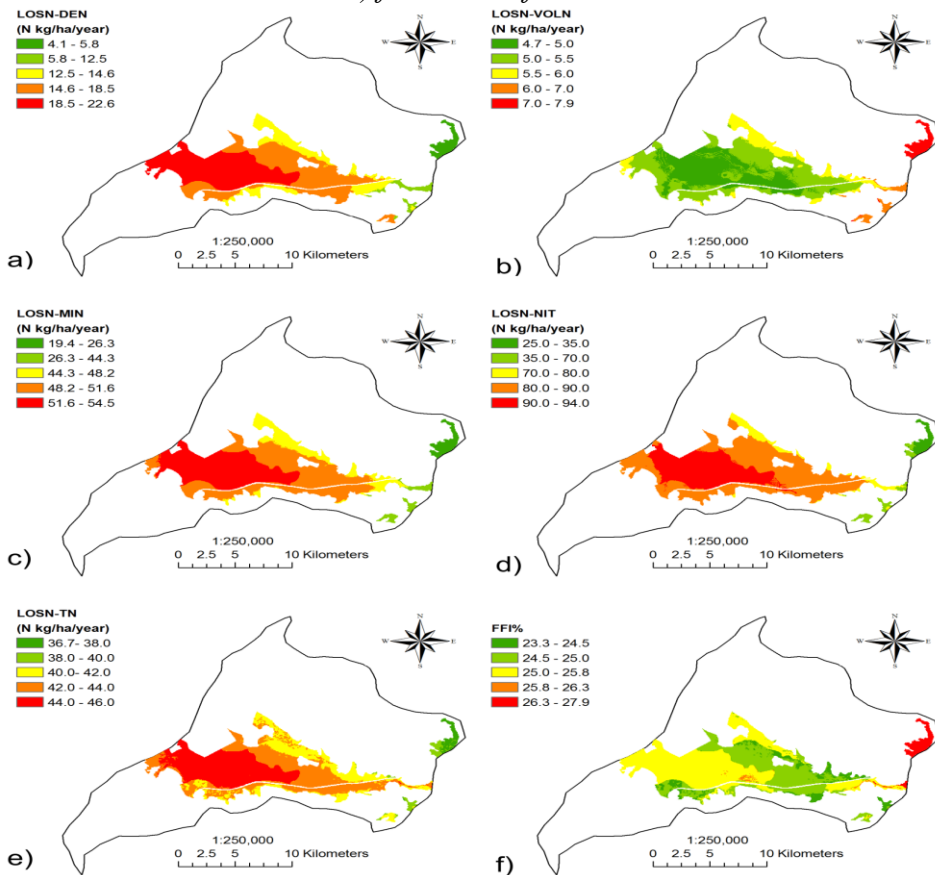 LOSN-DEN
(N kg/ha/year)
4.1 - 5.8
5.8 - 12.5
12.5 - 14.6
14.6 - 18.5
18.5 - 22.6
N
W E
S
1:250,000
0 2.5 5 10 Kilometers
a)
LOSN-VOLN
(N kg/ha/year)
4.7 - 5.0
5.0 - 5.5
5.5 - 6.0
6.0 - 7.0
7.0 - 7.9
N
W E
S
1:250,000
0 2.5 5 10 Kilometers
b)
LOSN-MIN
(N kg/ha/year)
19.4 - 26.3
26.3 - 44.3
44.3 - 48.2
48.2 - 51.6
51.6 - 54.5
N
W E
S
1:250,000
0 2.5 5 10 Kilometers
c)
LOSN-NIT
(N kg/ha/year)
25.0 - 35.0
35.0 - 70.0
70.0 - 80.0
80.0 - 90.0
90.0 - 94.0
N
W E
S
1:250,000
0 2.5 5 10 Kilometers
d)
LOSN-TN
(N kg/ha/year)
36.7- 38.0
38.0 - 40.0
40.0- 42.0
42.0 - 44.0
44.0 - 46.0
N
W E
S
1:250,000
0 2.5 5 10 Kilometers
e)
FFI%
23.3 - 24.5
24.5 - 25.0
25.0 - 25.8
25.8 - 26.3
26.3 - 27.9
N
W E
S
1:250,000
0 2.5 5 10 Kilometers
f)